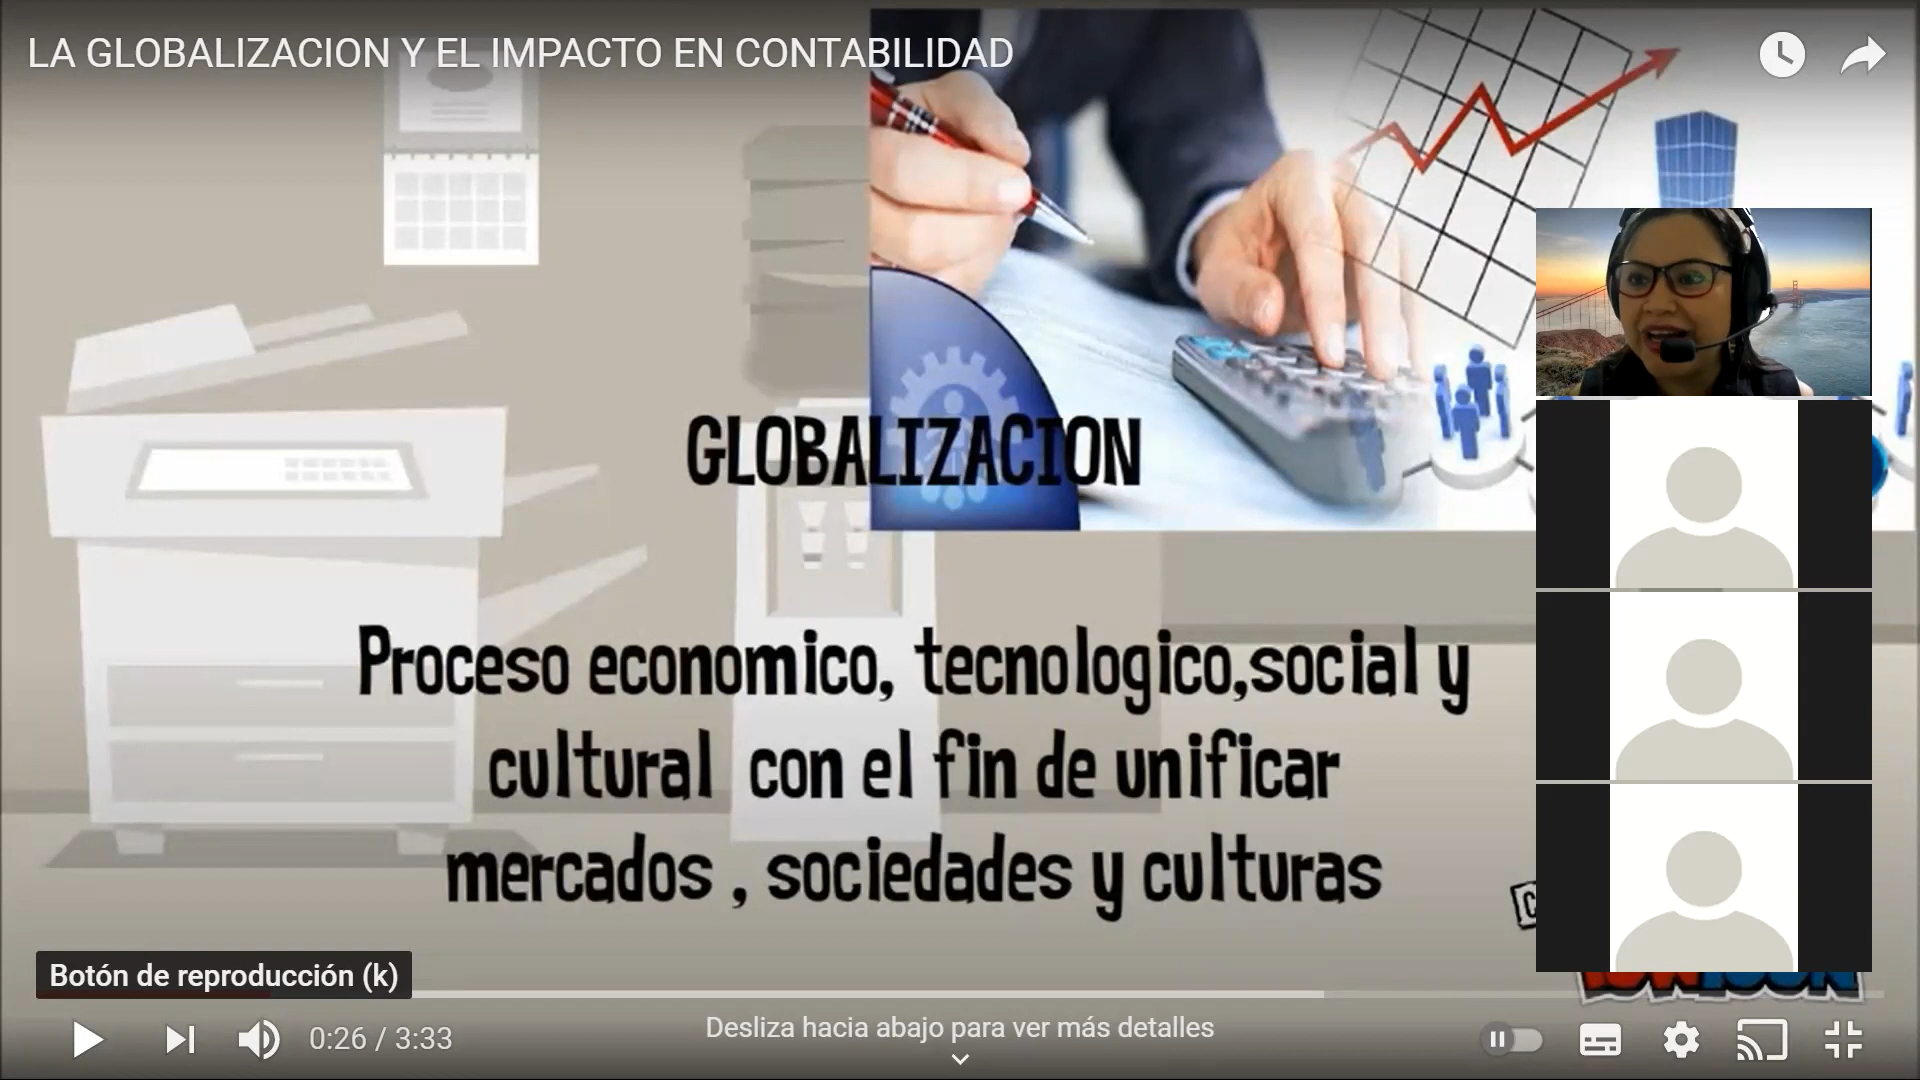 LA GLOBALIZACION Y EL IMPACTO EN CONTABILIDAD
GLOBALIZACION
Proceso economico, tecnologico,social y
cultural con el fin de unificar
mercados , sociedades y culturas
Botón de reproducción (k)
0:26 / 3:33
Desliza hacia abajo para ver más detalles